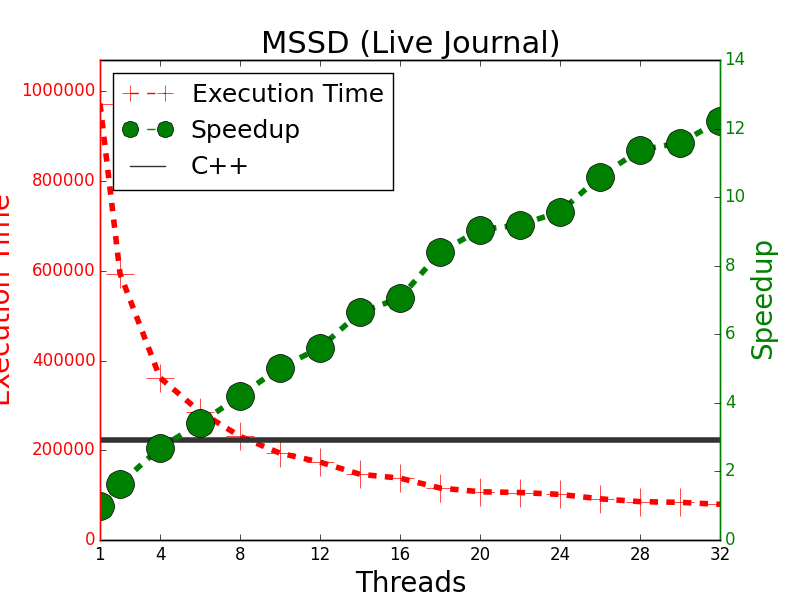 MSSD (Live Journal)
Execution Time
Speedup
C++
1000000
800000
600000
400000
200000
0
Execution Time
14
12
10
8
6
4
2
0
Speedup
1 4 8 12 16 20 24 28 32
Threads